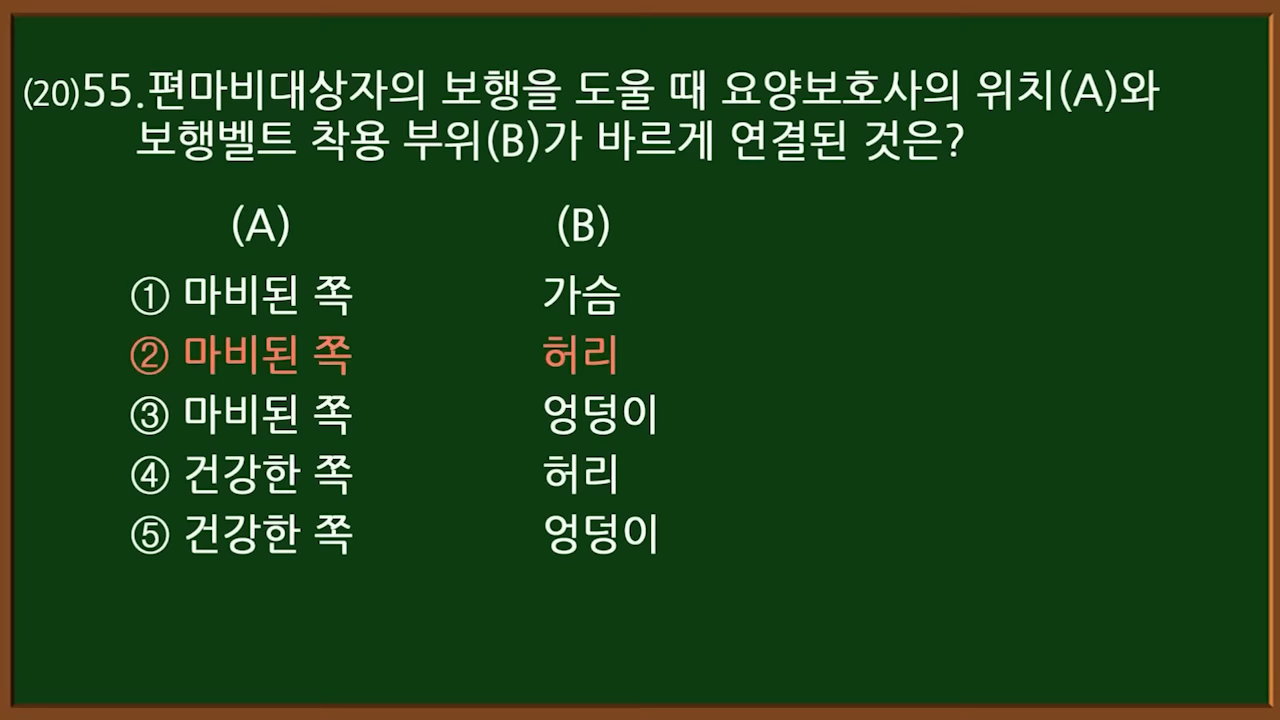 (20)55.편마비대상자의 보행을 도울 때 요양보호사의 위치(A)와
보행벨트 착용 부위(B)가 바르게 연결된 것은?
(A) (B)
① 마비된 쪽 가슴
② 마비된 쪽 허리
③ 마비된 쪽 엉덩이
④ 건강한 쪽 허리
⑤ 건강한 쪽 엉덩이